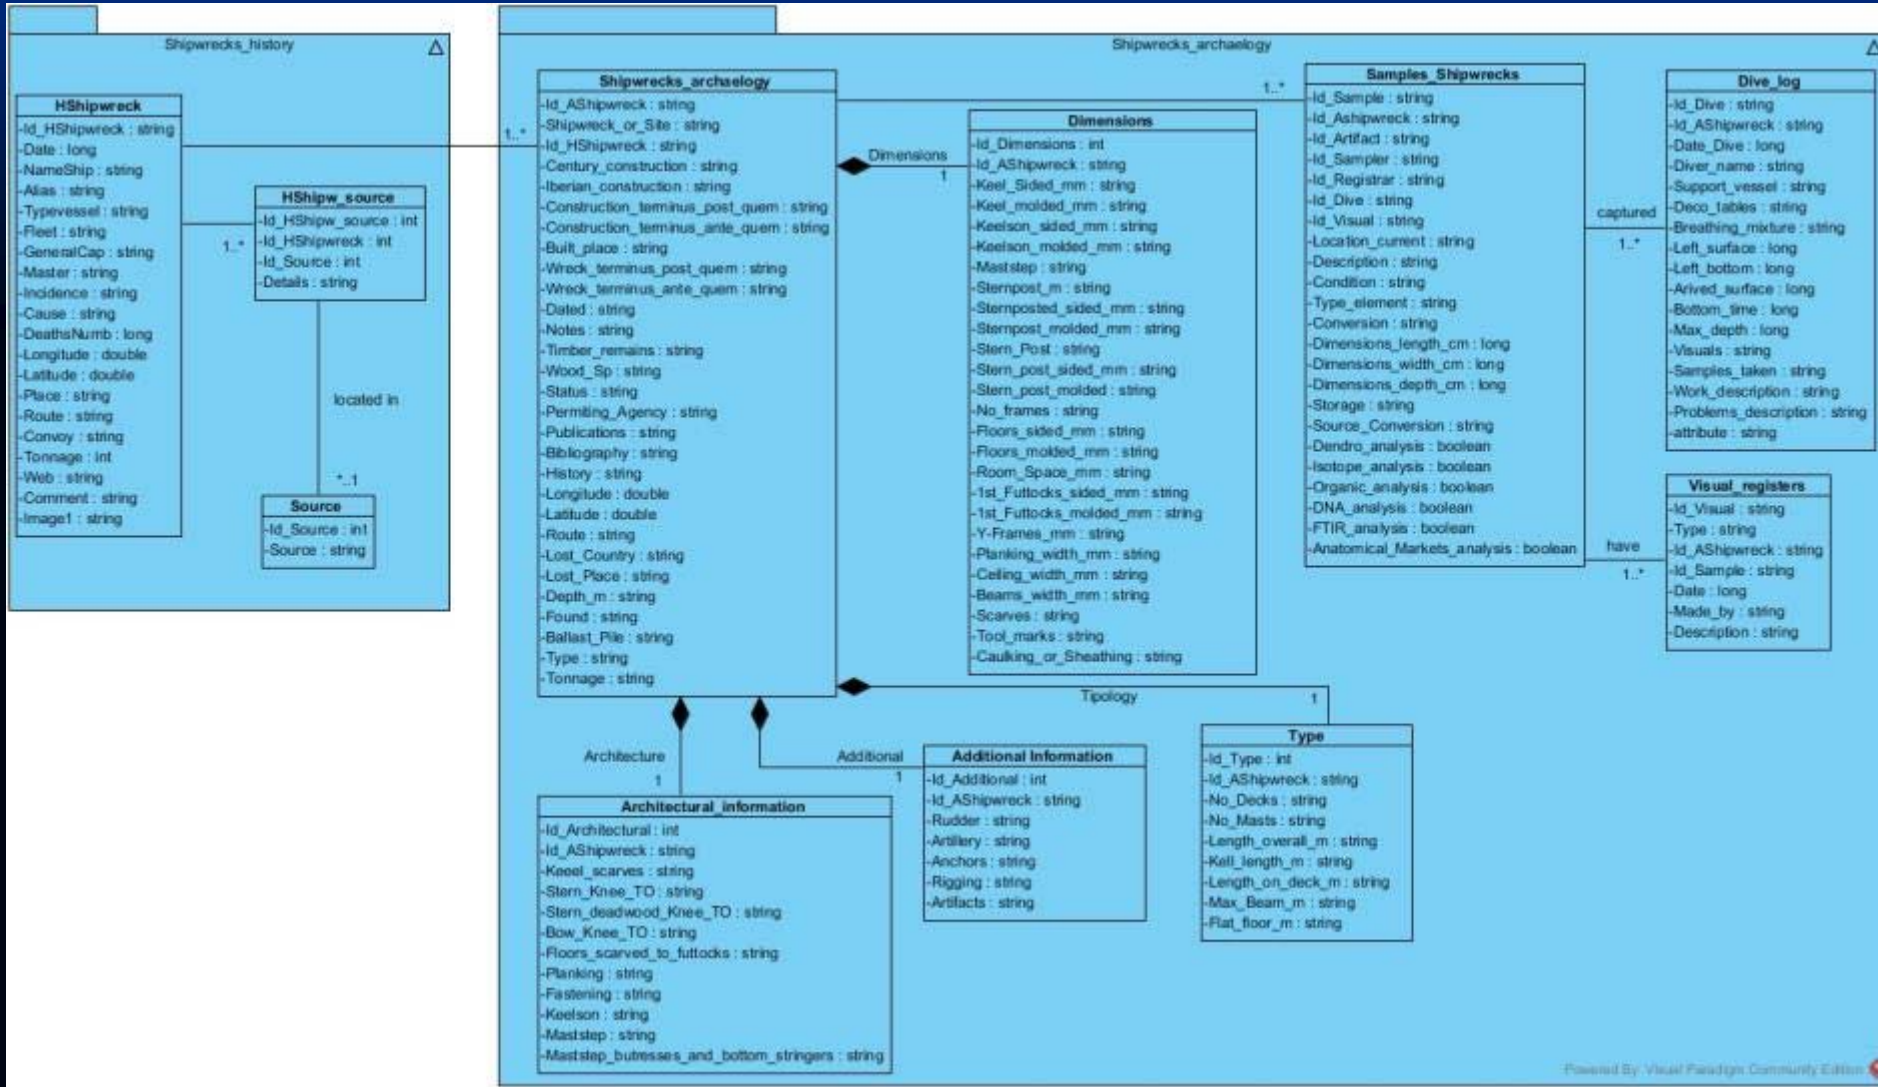 Shipwrecks_history
HShipwreck
-Id_HShipwreck : string
-Date : long
-NameShip : string
-Alias : string
-Typevessel : string
-Fleet : string
-GeneralCap : string
-Master : string
-Incidence : string
-Cause : string
-DeathsNumb : long
-Longitude : double
-Latitude : double
-Place : string
-Route : string
-Convoy : string
-Tonnage : int
-Web : string
-Comment : string
-Image1 : string
1..*
HShipw_source
-Id_HShipw_source : int
-Id_HShipwreck : int
-Id_Source : int
-Details : string
located in
*..1
Source
-Id_Source : int
-Source : string
1..*
Shipwrecks_archaelogy
Shipwrecks_archaelogy
-Id_AShipwreck : string
-Shipwreck_or_Site : string
-Id_HShipwreck : string
-Century_construction : string
-Iberian_construction : string
-Construction_terminus_post_quem : string
-Construction_terminus_ante_quem : string
-Built_place : string
-Wreck_terminus_post_quem : string
-Wreck_terminus_ante_quem : string
-Dated : string
-Notes : string
-Timber_remains : string
-Wood_Sp : string
-Status : string
-Permiting_Agency : string
-Publications : string
-Bibliography : string
-History : string
-Longitude : double
-Latitude : double
-Route : string
-Lost_Country : string
-Lost_Place : string
-Depth_m : string
-Found : string
-Ballast_Pile : string
-Type : string
-Tonnage : string
Dimensions
1
Dimensions
-Id_Dimensions : int
-Id_AShipwreck : string
-Keel_Sided_mm : string
-Keel_molded_mm : string
-Keelson_sided_mm : string
-Keelson_molded_mm : string
-Maststep : string
-Sternpost_m : string
-Sternposted_sided_mm : string
-Sternpost_molded_mm : string
-Stern_Post : string
-Stern_post_sided_mm : string
-Stern_post_molded : string
-No_frames : string
-Floors_sided_mm : string
-Floors_molded_mm : string
-Room_Space_mm : string
-1st_Futtocks_sided_mm : string
-1st_Futtocks_molded_mm : string
-Y-Frames_mm : string
-Planking_width_mm : string
-Ceiling_width_mm : string
-Beams_width_mm : string
-Scarves : string
-Tool_marks : string
-Caulking_or_Sheathing : string
1..*
Samples_Shipwrecks
-Id_Sample : string
-Id_Ashipwreck : string
-Id_Artifact : string
-Id_Sampler : string
-Id_Registrar : string
-Id_Dive : string
-Id_Visual : string
-Location_current : string
-Description : string
-Condition : string
-Type_element : string
-Conversion : string
-Dimensions_length_cm : long
-Dimensions_width_cm : long
-Dimensions_depth_cm : long
-Storage : string
-Source_Conversion : string
-Dendro_analysis : boolean
-Isotope_analysis : boolean
-Organic_analysis : boolean
-DNA_analysis : boolean
-FTIR_analysis : boolean
-Anatomical_Markets_analysis : boolean
captured
1..*
Dive_log
-Id_Dive : string
-Id_AShipwreck : string
-Date_Dive : long
-Diver_name : string
-Support_vessel : string
-Deco_tables : string
-Breathing_mixture : string
-Left_surface : long
-Left_bottom : long
-Arived_surface : long
-Bottom_time : long
-Max_depth : long
-Visuals : string
-Samples_taken : string
-Work_description : string
-Problems_description : string
-attribute : string
have
1..*
Visual_registers
-Id_Visual : string
-Type : string
-Id_AShipwreck : string
-Id_Sample : string
-Date : long
-Made_by : string
-Description : string
Architecture
1
Architectural_information
-Id_Architectural : int
-Id_AShipwreck : string
-Keeel_scarves : string
-Stern_Knee_TO : string
-Stern_deadwood_Knee_TO : string
-Bow_Knee_TO : string
-Floors_scarved_to_futtocks : string
-Planking : string
-Fastening : string
-Keelson : string
-Maststep : string
-Maststep_butresses_and_bottom_stringers : string
Additional
1
Additional Information
-Id_Additional : int
-Id_AShipwreck : string
-Rudder : string
-Artillery : string
-Anchors : string
-Rigging : string
-Artifacts : string
Tipology
1
Type
-Id_Type : int
-Id_AShipwreck : string
-No_Decks : string
-No_Masts : string
-Length_overall_m : string
-Kell_length_m : string
-Length_on_deck_m : string
-Max_Beam_m : string
-Flat_floor_m : string
Powered By Visual Paradigm Community Edition